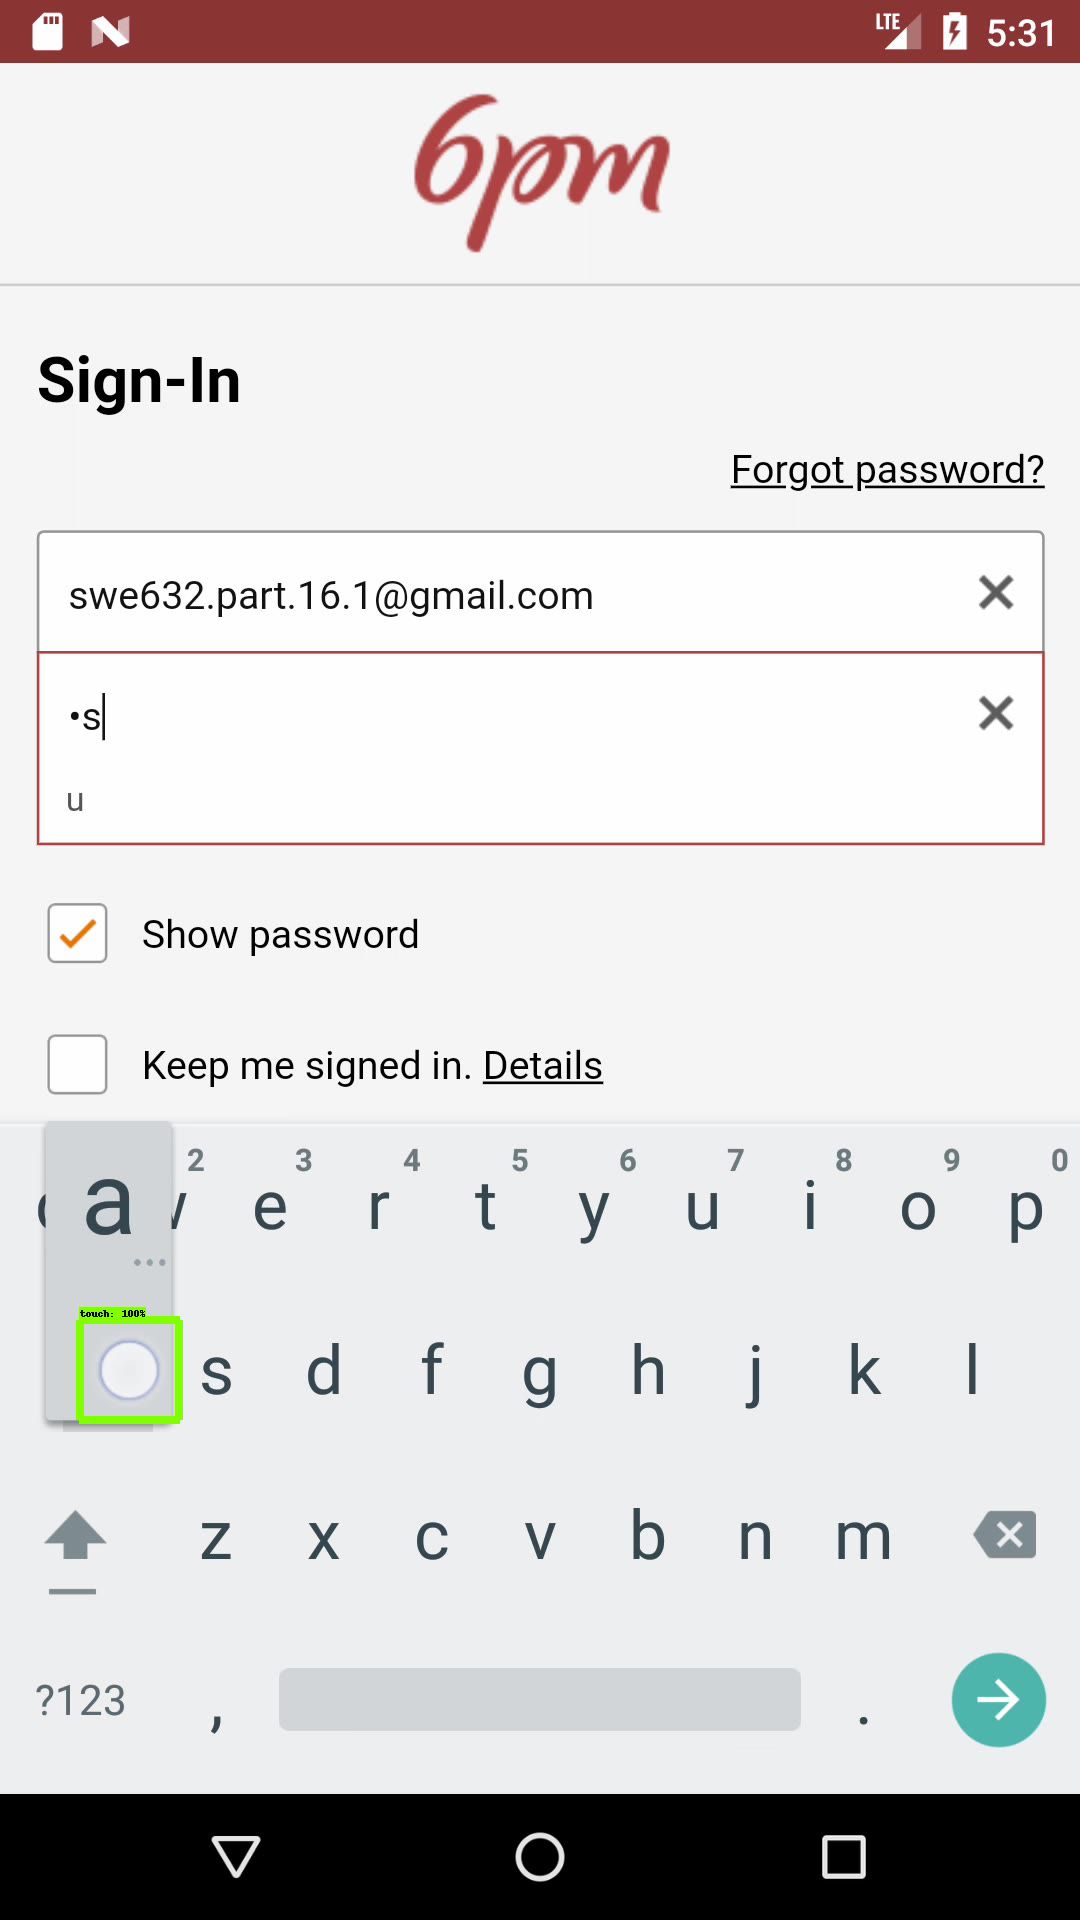 LTE 5:31
6pm
Sign-In
Forgot password?
swe632.part.16.1@gmail.com
•s
u
Show password
Keep me signed in. Details
2 3 4 5 6 7 8 9 0
a e r t y u i o p
touch: 100%
s d f g h j k l
z x c v b n m
?123 , .